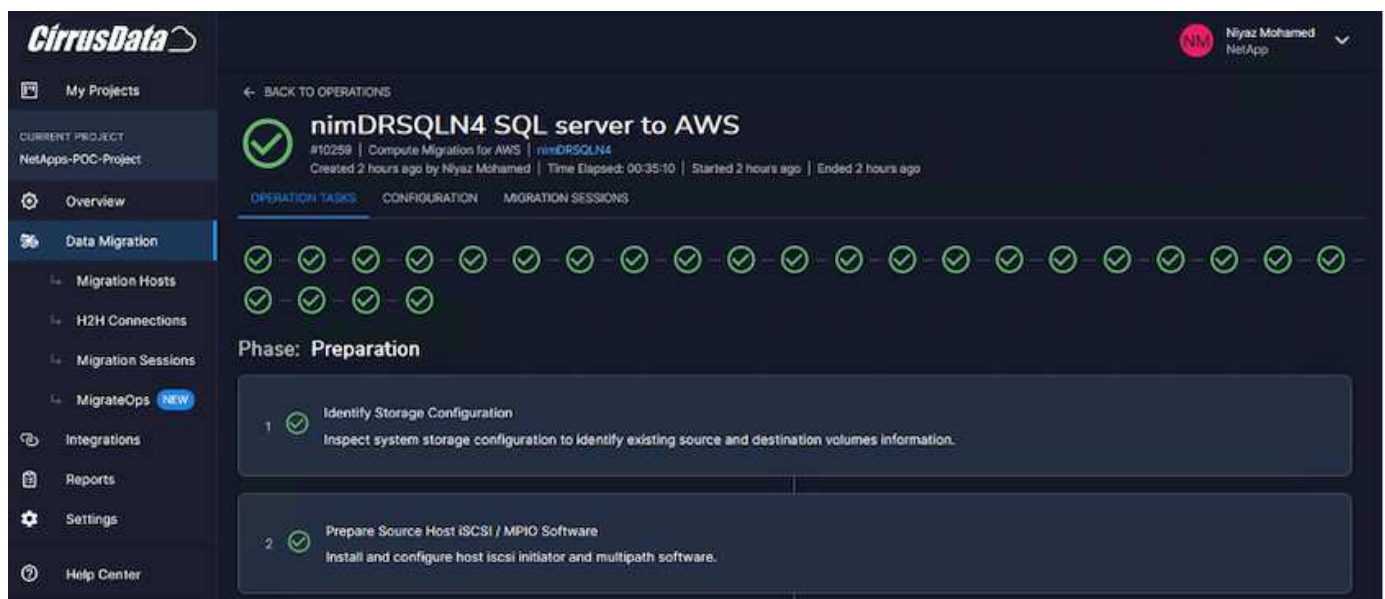 CirrusData
NM
Niyaz Mohamed
NetApp
My Projects
CURRENT PROJECT
NetApps-POC-Project
Overview
Data Migration
Migration Hosts
H2H Connections
Migration Sessions
MigrateOps NEW
Integrations
Reports
Settings
Help Center
← BACK TO OPERATIONS
nimDRSQLN4 SQL server to AWS
#10259 | Compute Migration for AWS | nimDRSQLN4
Created 2 hours ago by Niyaz Mohamed | Time Elapsed: 00:35:10 | Started 2 hours ago | Ended 2 hours ago
OPERATION TASKS CONFIGURATION MIGRATION SESSIONS
Phase: Preparation
1 Identify Storage Configuration
Inspect system storage configuration to identify existing source and destination volumes information.
2 Prepare Source Host iSCSI / MPIO Software
Install and configure host iscsi initiator and multipath software.